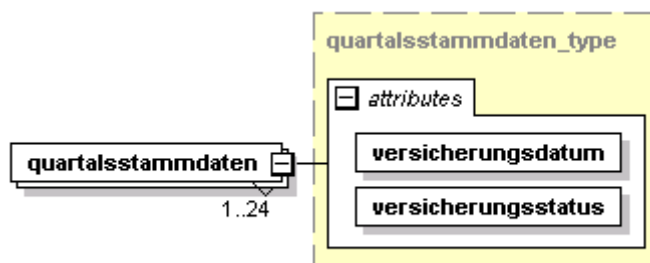 quartalsstammdaten_type
attributes
quartalsstammdaten
versicherungsdatum
versicherungsstatus
1..24